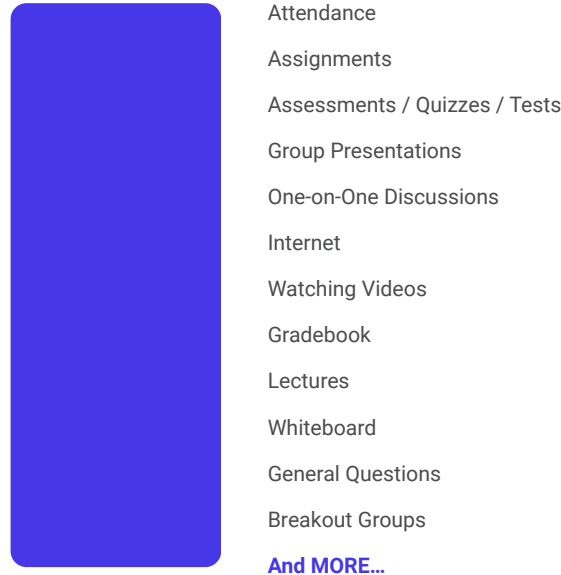 Attendance
Assignments
Assessments / Quizzes / Tests
Group Presentations
One-on-One Discussions
Internet
Watching Videos
Gradebook
Lectures
Whiteboard
General Questions
Breakout Groups
And MORE...